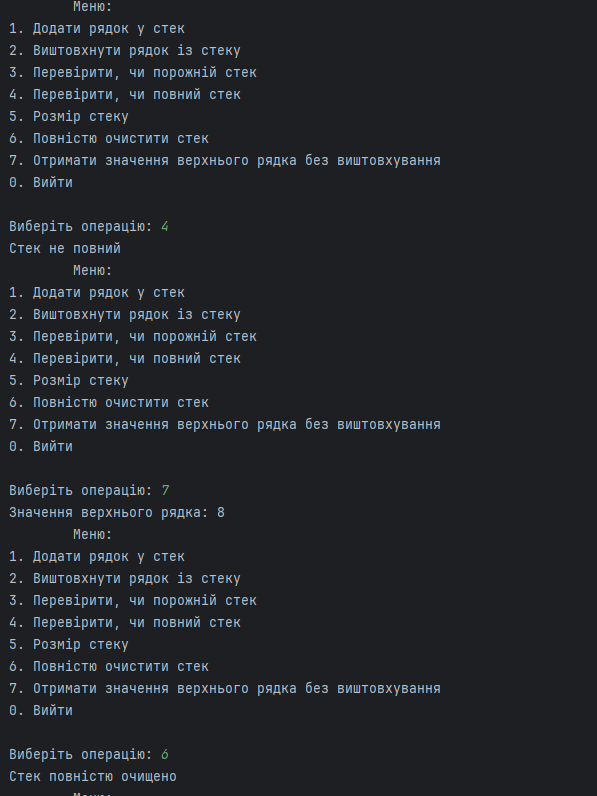 Меню:
1. Додати рядок у стек
2. Виштовхнути рядок із стеку
3. Перевірити, чи порожній стек
4. Перевірити, чи повний стек
5. Розмір стеку
6. Повністю очистити стек
7. Отримати значення верхнього рядка без виштовхування
0. Вийти
Виберіть операцію: 4
Стек не повний
Меню:
1. Додати рядок у стек
2. Виштовхнути рядок із стеку
3. Перевірити, чи порожній стек
4. Перевірити, чи повний стек
5. Розмір стеку
6. Повністю очистити стек
7. Отримати значення верхнього рядка без виштовхування
0. Вийти
Виберіть операцію: 7
Значення верхнього рядка: 8
Меню:
1. Додати рядок у стек
2. Виштовхнути рядок із стеку
3. Перевірити, чи порожній стек
4. Перевірити, чи повний стек
5. Розмір стеку
6. Повністю очистити стек
7. Отримати значення верхнього рядка без виштовхування
0. Вийти
Виберіть операцію: 6
Стек повністю очищено